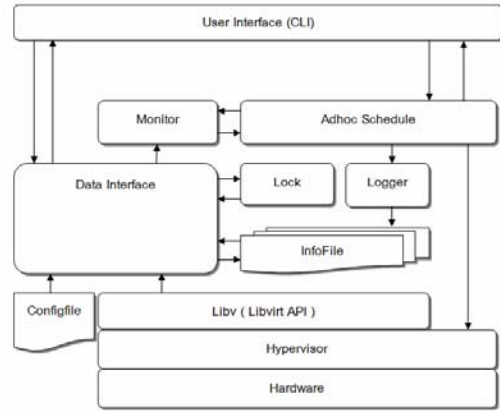 User Interface (CLI)
Monitor
Adhoc Schedule
Data Interface
Lock
Logger
InfoFile
Configfile
Libv ( Libvirt API )
Hypervisor
Hardware